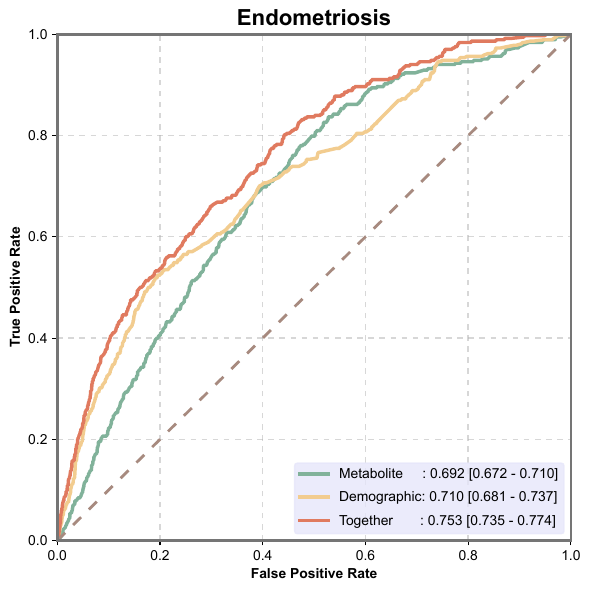 Endometriosis
1.0
0.8
0.6
0.4
0.2
0.0
True Positive Rate
Metabolite : 0.692 [0.672 - 0.710]
Demographic: 0.710 [0.681 - 0.737]
Together : 0.753 [0.735 - 0.774]
0.0 0.2 0.4 0.6 0.8 1.0
False Positive Rate